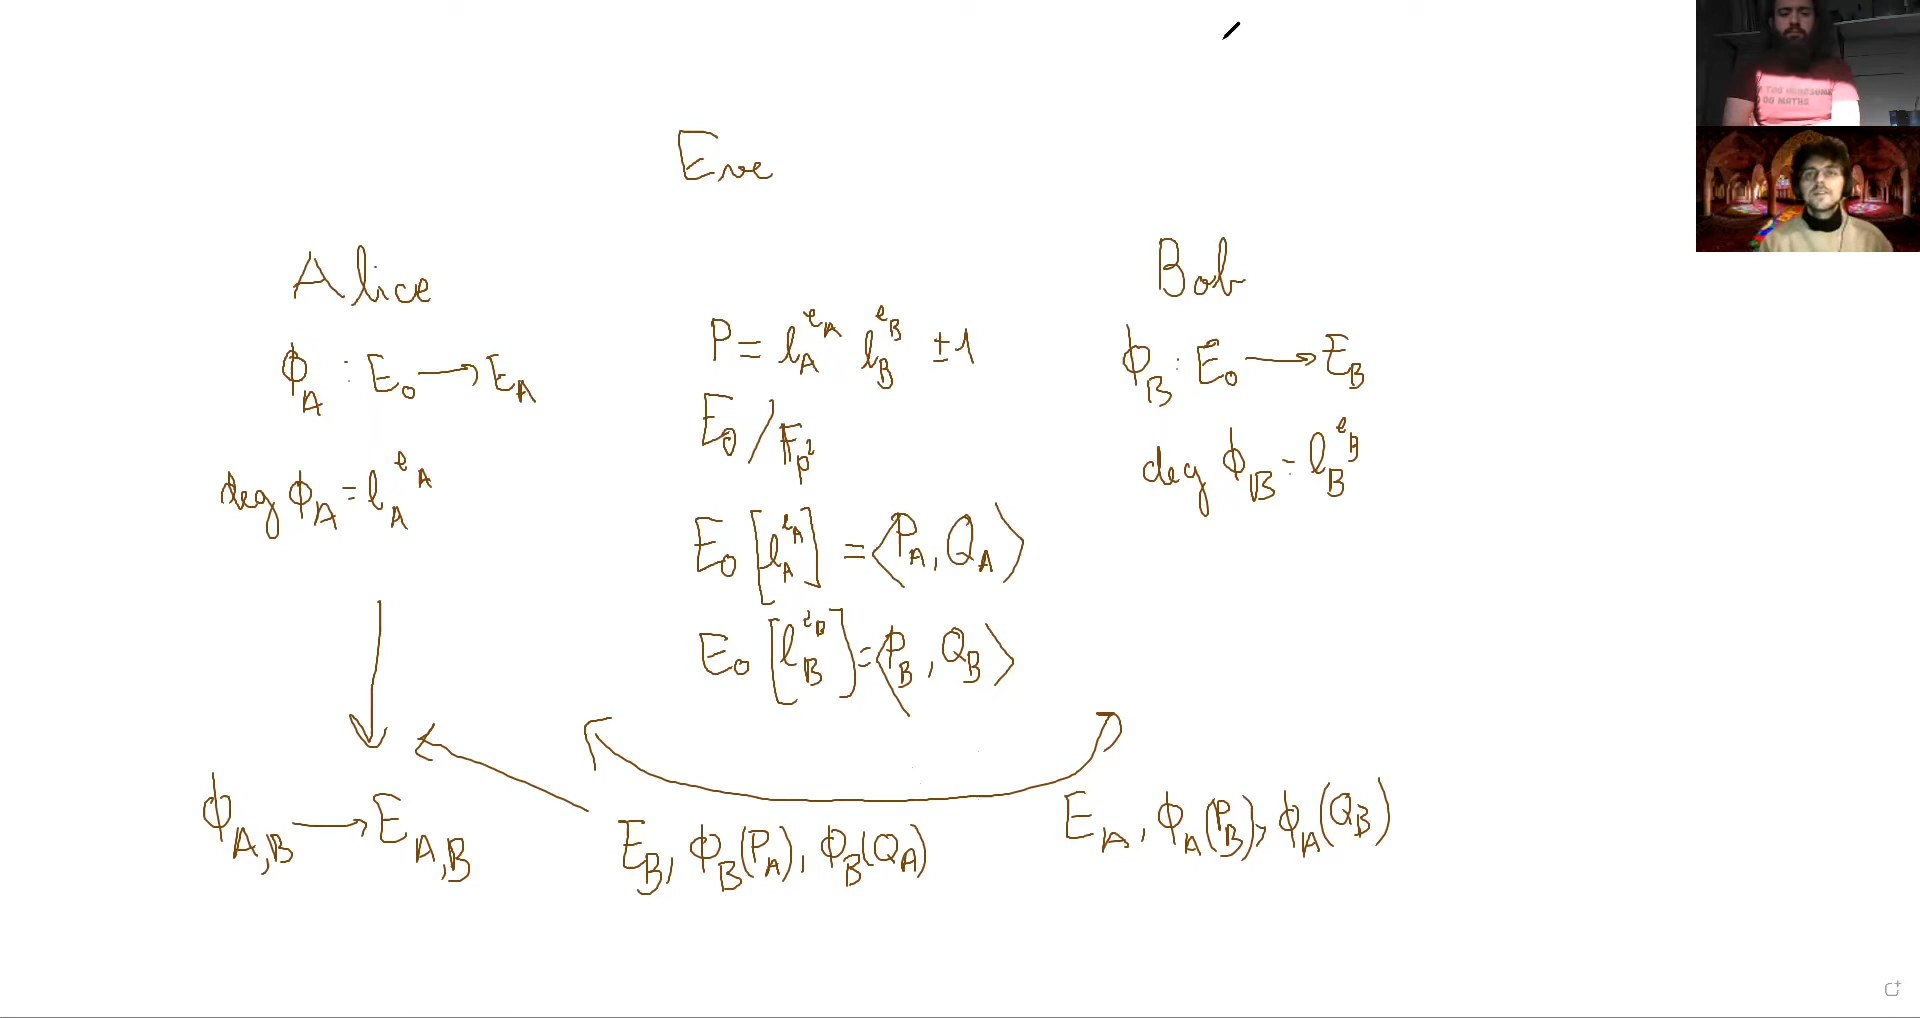 Eve
Alice
Bob
ϕ_A : E_0 → E_A
P = l_A^{e_A} l_B^{e_B} ± 1
ϕ_B : E_0 → E_B
E_0 / F_{p^2}
deg ϕ_A = l_A^{e_A}
deg ϕ_B = l_B^{e_B}
E_0 [l_A^{e_A}] = ⟨P_A, Q_A⟩
E_0 [l_B^{e_B}] = ⟨P_B, Q_B⟩
ϕ_{A,B} → E_{A,B}
E_B, ϕ_B(P_A), ϕ_B(Q_A)
E_A, ϕ_A(P_B), ϕ_A(Q_B)
DO MATHS